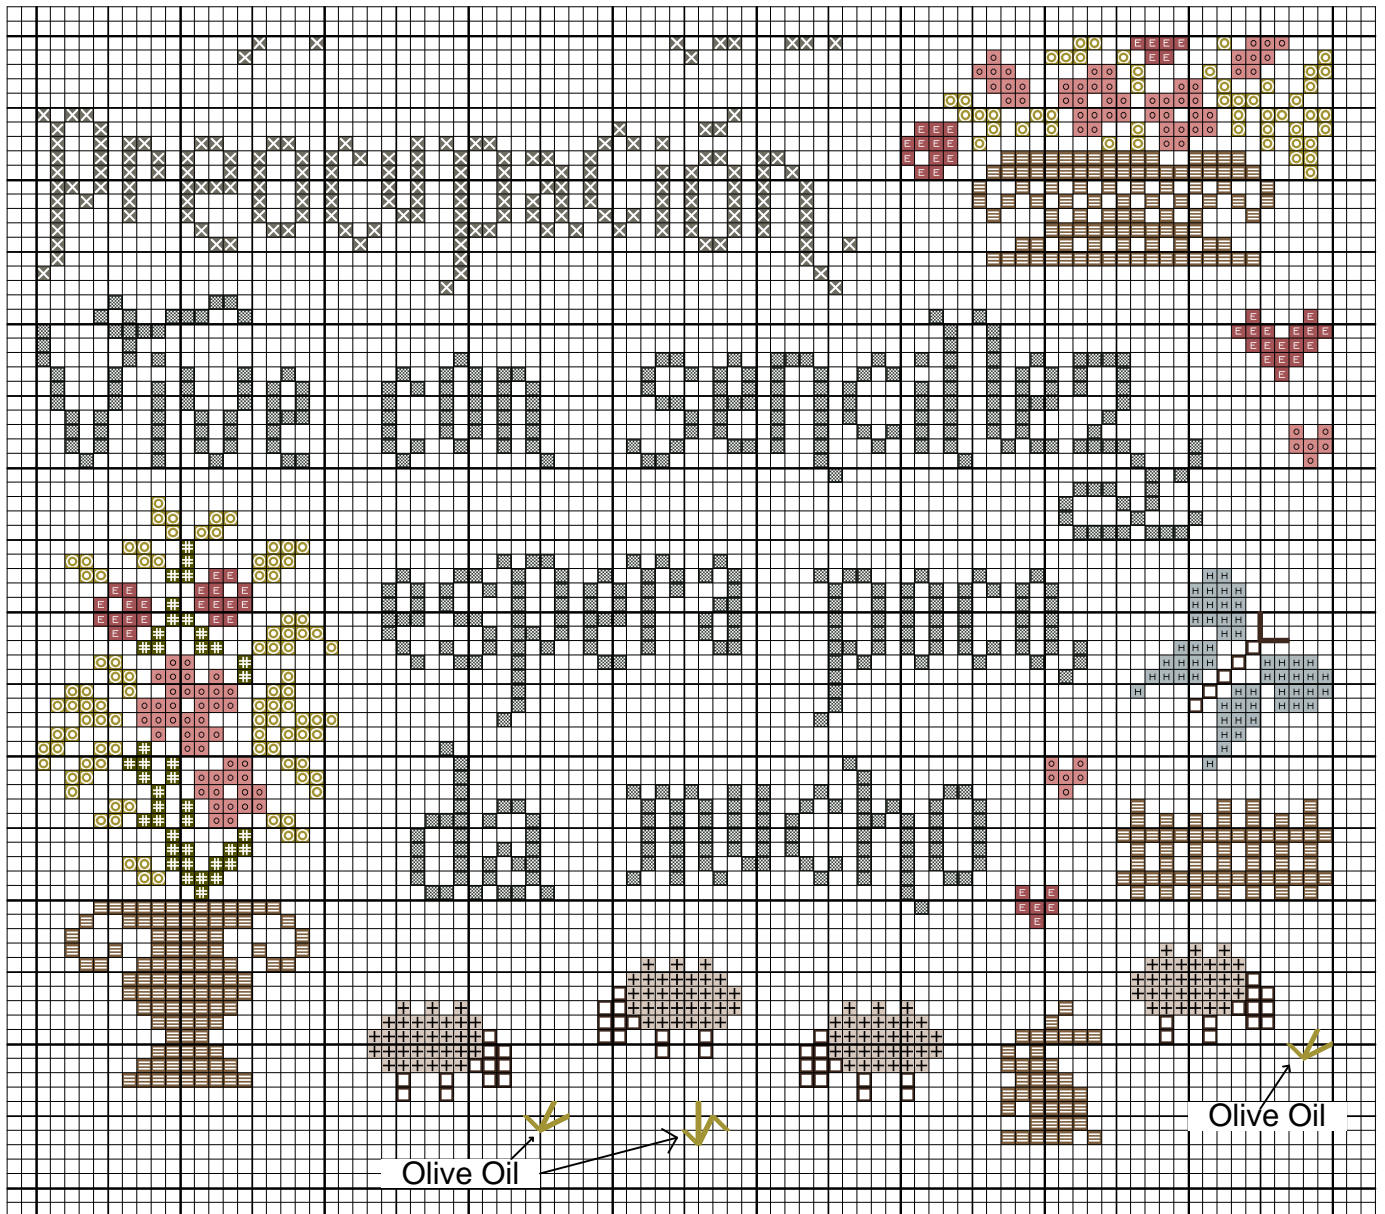 Preocupación
Vive con sencillez
y
espera poco
da mucho
Olive Oil
Olive Oil